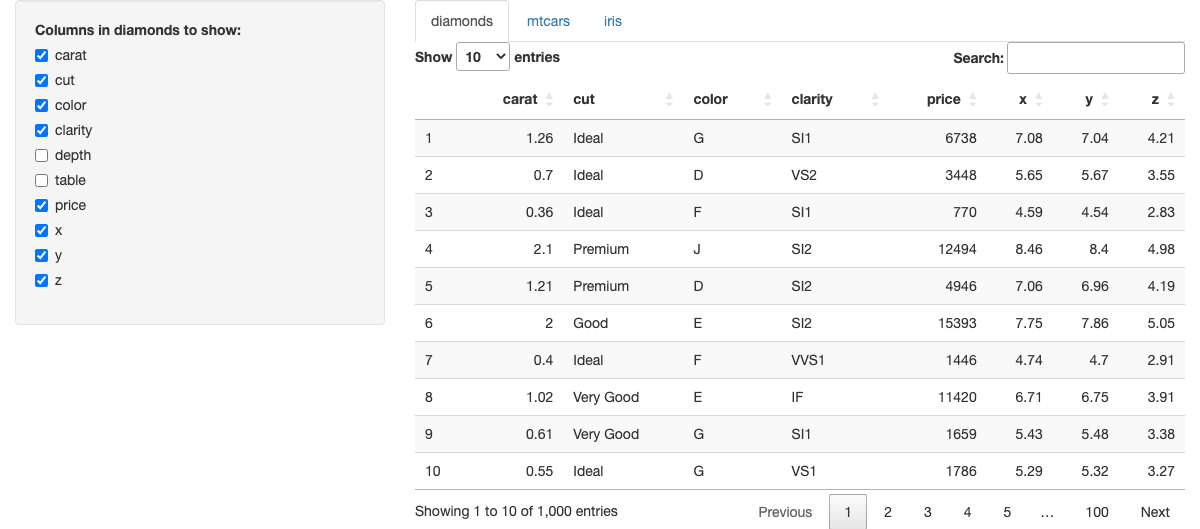 Columns in diamonds to show:
carat
cut
color
clarity
depth
table
price
x
y
z
diamonds mtcars iris
Show 10 entries Search:
carat cut color clarity price x y z
1 1.26 Ideal G SI1 6738 7.08 7.04 4.21
2 0.7 Ideal D VS2 3448 5.65 5.67 3.55
3 0.36 Ideal F SI1 770 4.59 4.54 2.83
4 2.1 Premium J SI2 12494 8.46 8.4 4.98
5 1.21 Premium D SI2 4946 7.06 6.96 4.19
6 2 Good E SI2 15393 7.75 7.86 5.05
7 0.4 Ideal F VVS1 1446 4.74 4.7 2.91
8 1.02 Very Good E IF 11420 6.71 6.75 3.91
9 0.61 Very Good G SI1 1659 5.43 5.48 3.38
10 0.55 Ideal G VS1 1786 5.29 5.32 3.27
Showing 1 to 10 of 1,000 entries Previous 1 2 3 4 5 … 100 Next